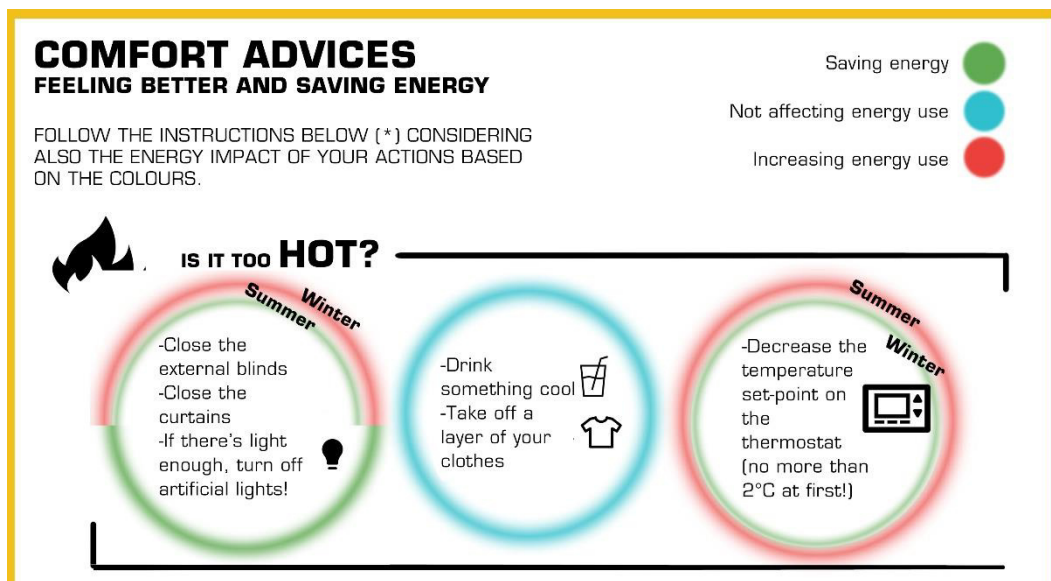 COMFORT ADVICES
FEELING BETTER AND SAVING ENERGY
FOLLOW THE INSTRUCTIONS BELOW (*) CONSIDERING
ALSO THE ENERGY IMPACT OF YOUR ACTIONS BASED
ON THE COLOURS.
Saving energy
Not affecting energy use
Increasing energy use
IS IT TOO HOT?
Winter
Summer
-Close the
external blinds
-Close the
curtains
-If there's light
enough, turn off
artificial lights!
-Drink
something cool
-Take off a
layer of your
clothes
Summer
Winter
-Decrease the
temperature
set-point on
the
thermostat
(no more than
2°C at first!)